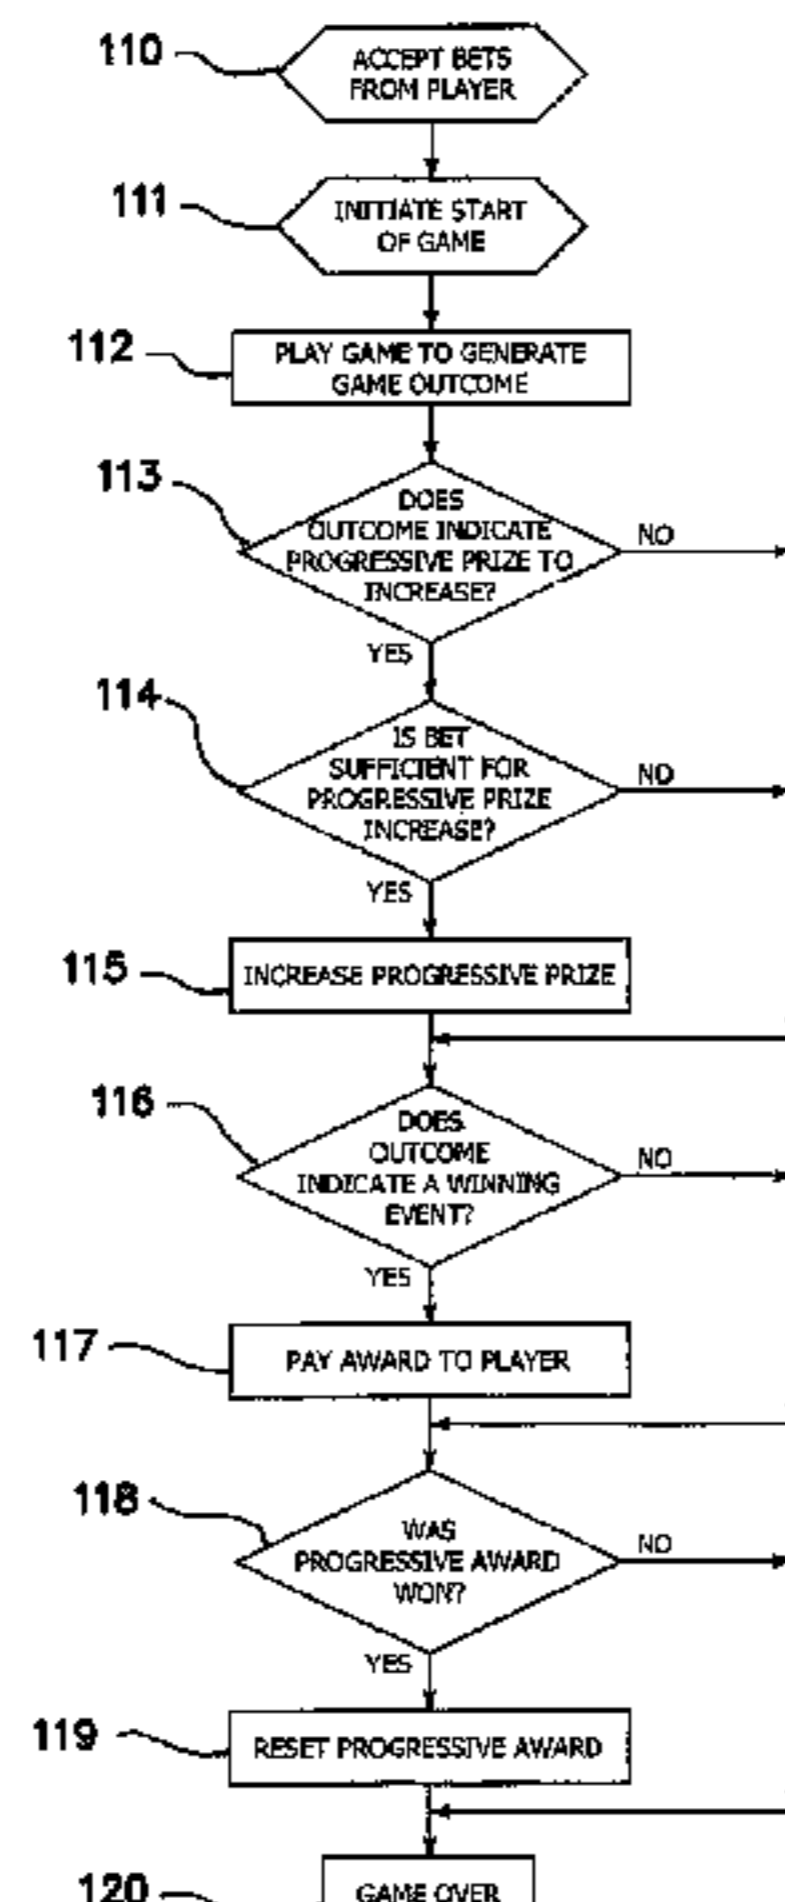 110
ACCEPT BETS
FROM PLAYER
111
INITIATE START
OF GAME
112
PLAY GAME TO GENERATE
GAME OUTCOME
113
DOES
OUTCOME INDICATE
PROGRESSIVE PRIZE TO
INCREASE?
NO
YES
114
IS BET
SUFFICIENT FOR
PROGRESSIVE PRIZE
INCREASE?
NO
YES
115
INCREASE PROGRESSIVE PRIZE
116
DOES
OUTCOME
INDICATE A WINNING
EVENT?
NO
YES
117
PAY AWARD TO PLAYER
118
WAS
PROGRESSIVE AWARD
WON?
NO
YES
119
RESET PROGRESSIVE AWARD
120
GAME OVER